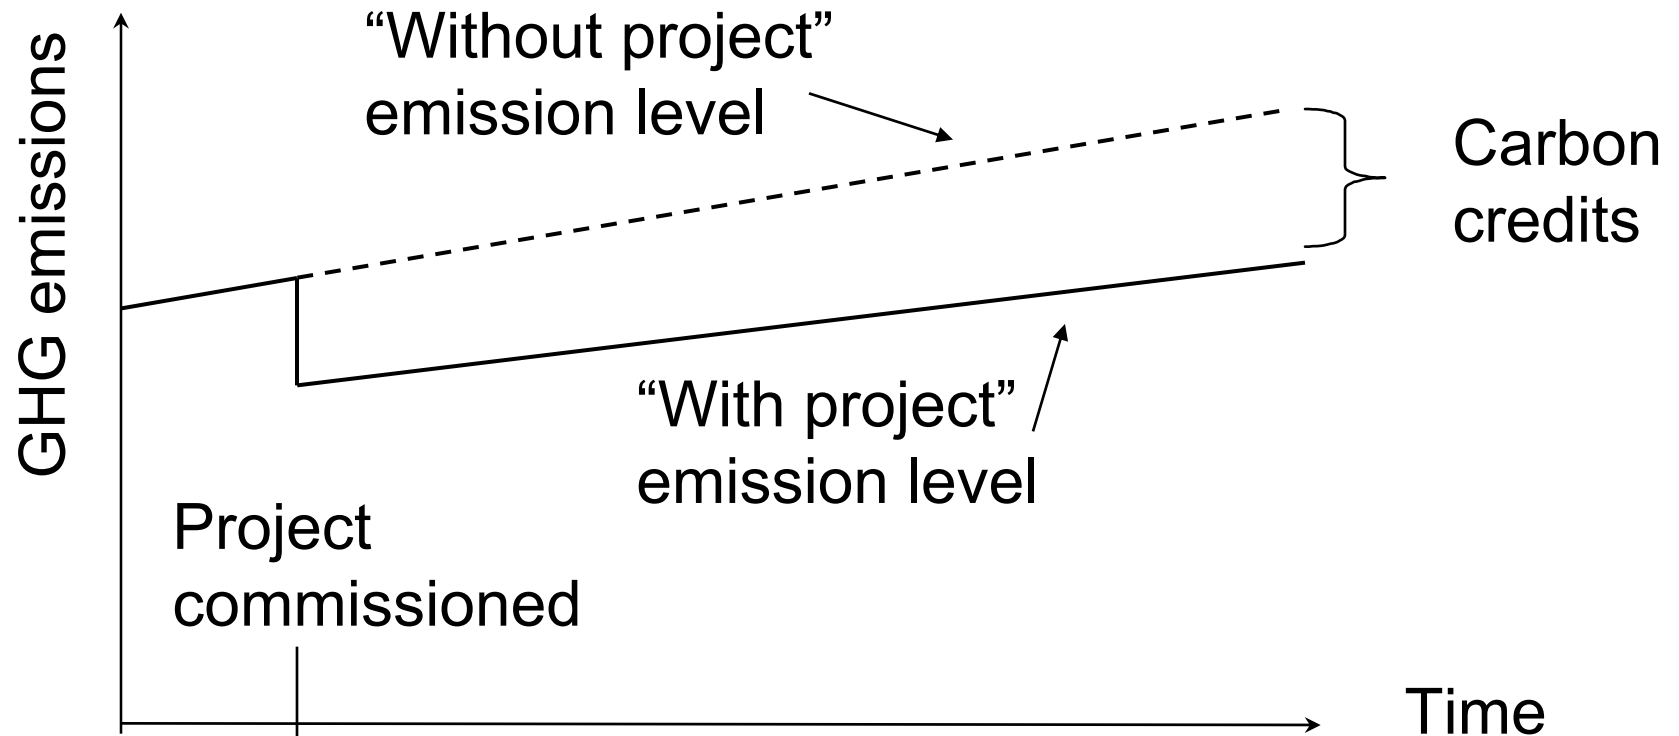 GHG emissions
“Without project”
emission level
Carbon
credits
“With project”
emission level
Project
commissioned
Time